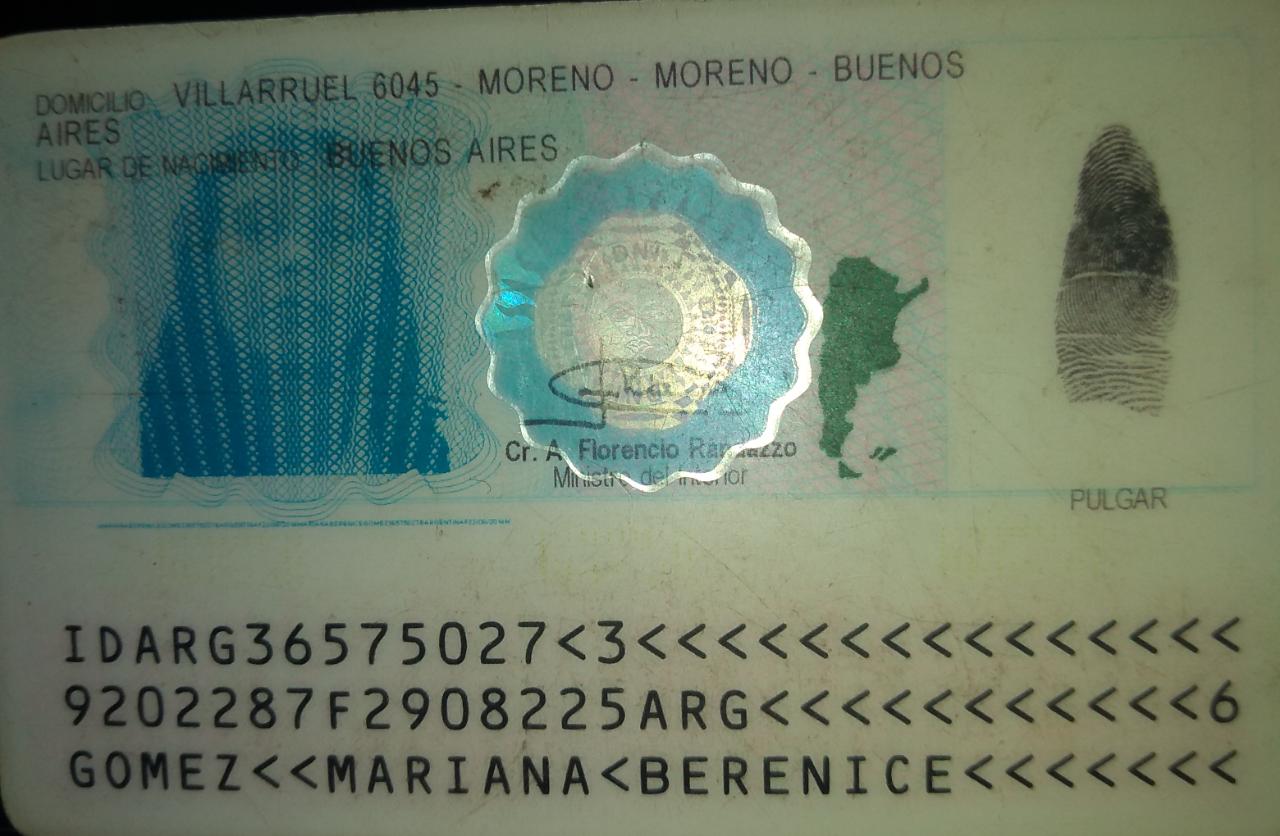 DOMICILIO: VILLARRUEL 6045 - MORENO - MORENO - BUENOS
AIRES
LUGAR DE NACIMIENTO: BUENOS AIRES
Cr. A. Florencio Randazzo
Ministro del Interior
PULGAR
IDARG36575027<3<<<<<<<<<<<<<<<
9202287F2908225ARG<<<<<<<<<<<6
GOMEZ<<MARIANA<BERENICE<<<<<<<